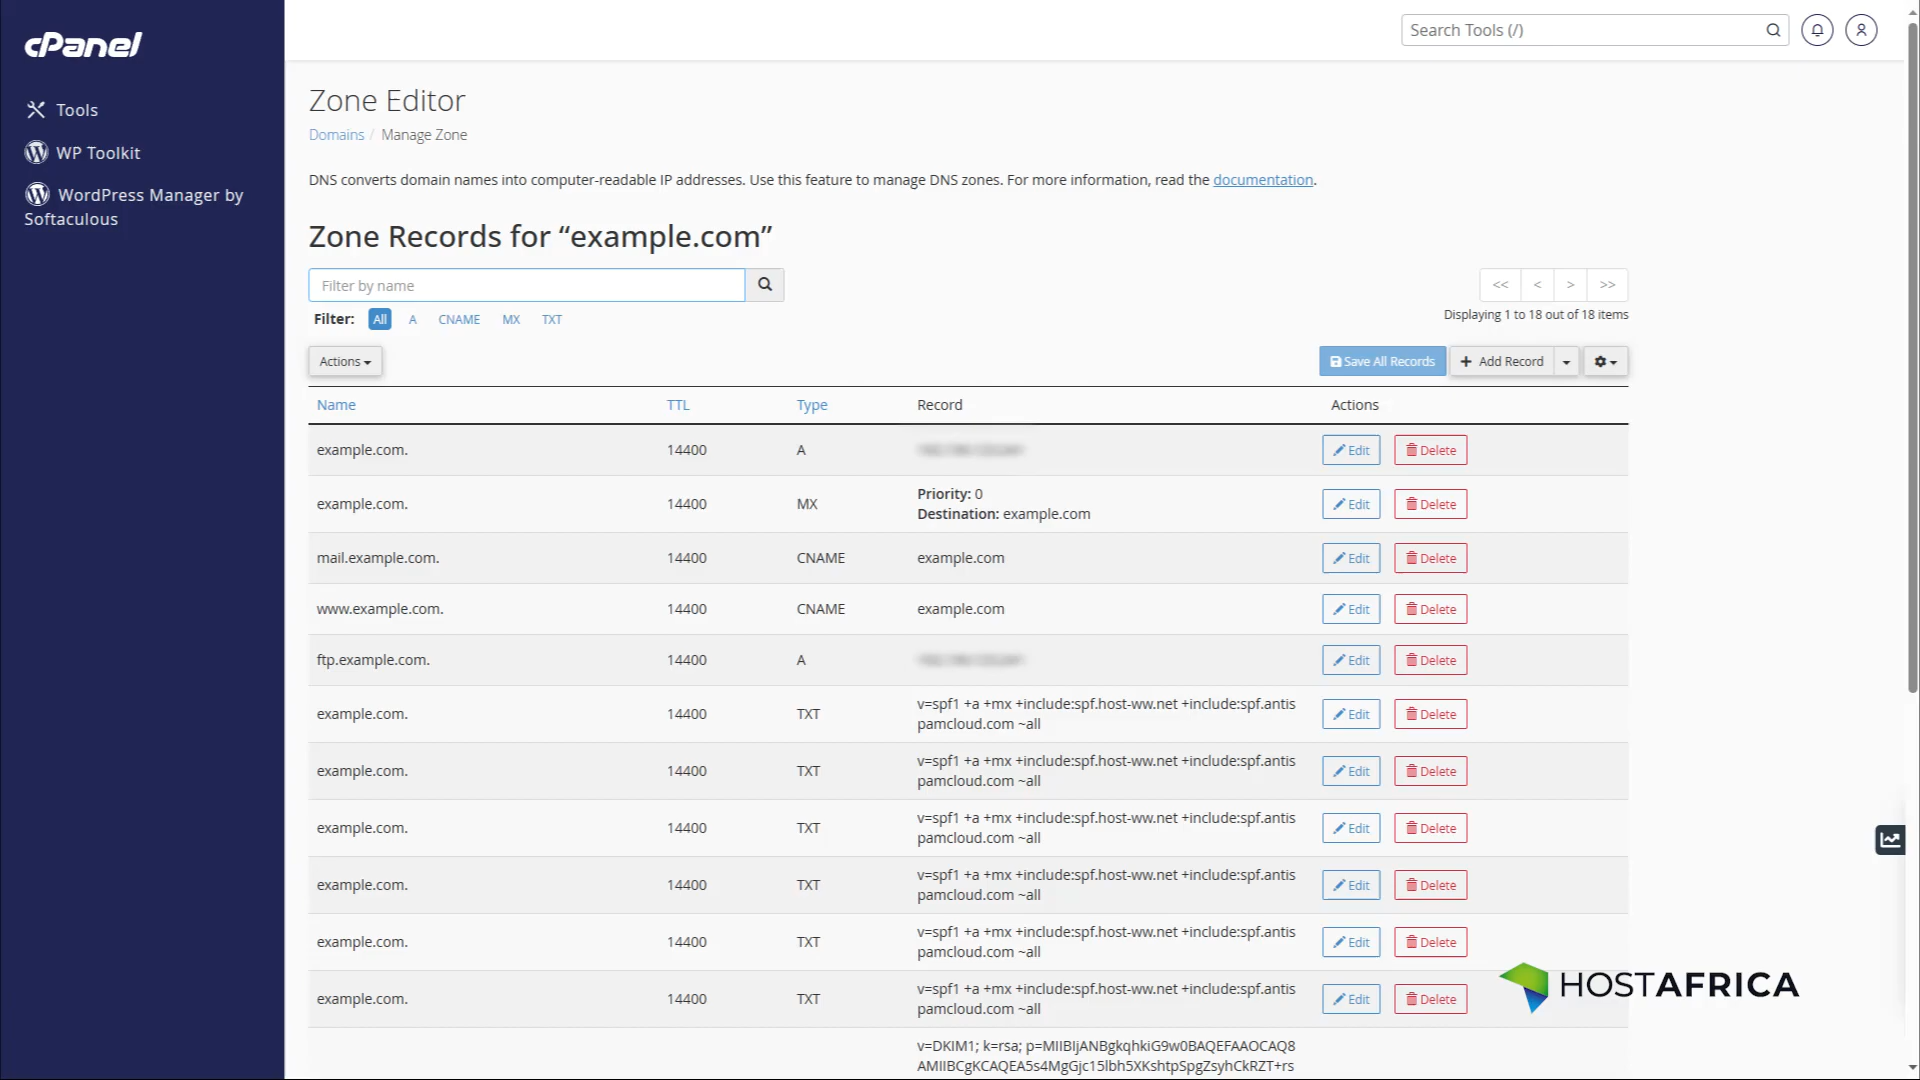 cPanel
Search Tools (/)
Tools
WP Toolkit
WordPress Manager by
Softaculous
Zone Editor
Domains / Manage Zone
DNS converts domain names into computer-readable IP addresses. Use this feature to manage DNS zones. For more information, read the documentation.
Zone Records for “example.com”
Filter by name
<< < > >>
Filter: All A CNAME MX TXT
Displaying 1 to 18 out of 18 items
Actions
Save All Records + Add Record
Name TTL Type Record Actions
example.com. 14400 A Edit Delete
example.com. 14400 MX Priority: 0 Edit Delete
Destination: example.com
mail.example.com. 14400 CNAME example.com Edit Delete
www.example.com. 14400 CNAME example.com Edit Delete
ftp.example.com. 14400 A Edit Delete
example.com. 14400 TXT v=spf1 +a +mx +include:spf.host-ww.net +include:spf.antis Edit Delete
pamcloud.com ~all
example.com. 14400 TXT v=spf1 +a +mx +include:spf.host-ww.net +include:spf.antis Edit Delete
pamcloud.com ~all
example.com. 14400 TXT v=spf1 +a +mx +include:spf.host-ww.net +include:spf.antis Edit Delete
pamcloud.com ~all
example.com. 14400 TXT v=spf1 +a +mx +include:spf.host-ww.net +include:spf.antis Edit Delete
pamcloud.com ~all
example.com. 14400 TXT v=spf1 +a +mx +include:spf.host-ww.net +include:spf.antis Edit Delete
pamcloud.com ~all
example.com. 14400 TXT v=spf1 +a +mx +include:spf.host-ww.net +include:spf.antis Edit Delete
pamcloud.com ~all
HOSTAFRICA
v=DKIM1; k=rsa; p=MIIBIjANBgkqhkiG9w0BAQEFAAOCAQ8
AMIIBCgKCAQEA5s4MgGjc15lbh5XKshtpSpgZsyhCkRZT+rs